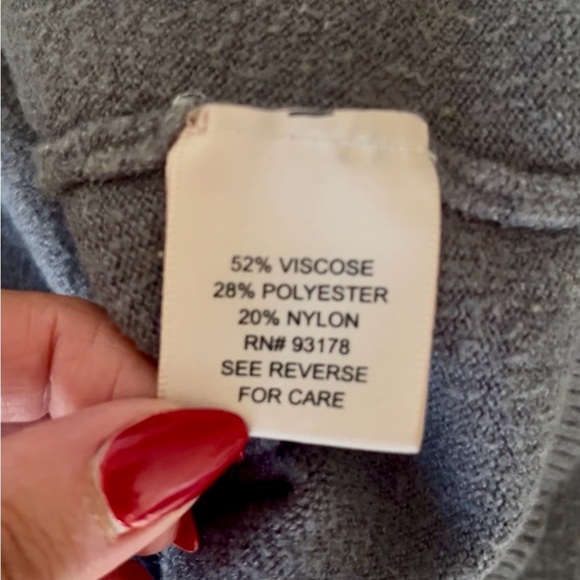 52% VISCOSE
28% POLYESTER
20% NYLON
RN# 93178
SEE REVERSE
FOR CARE